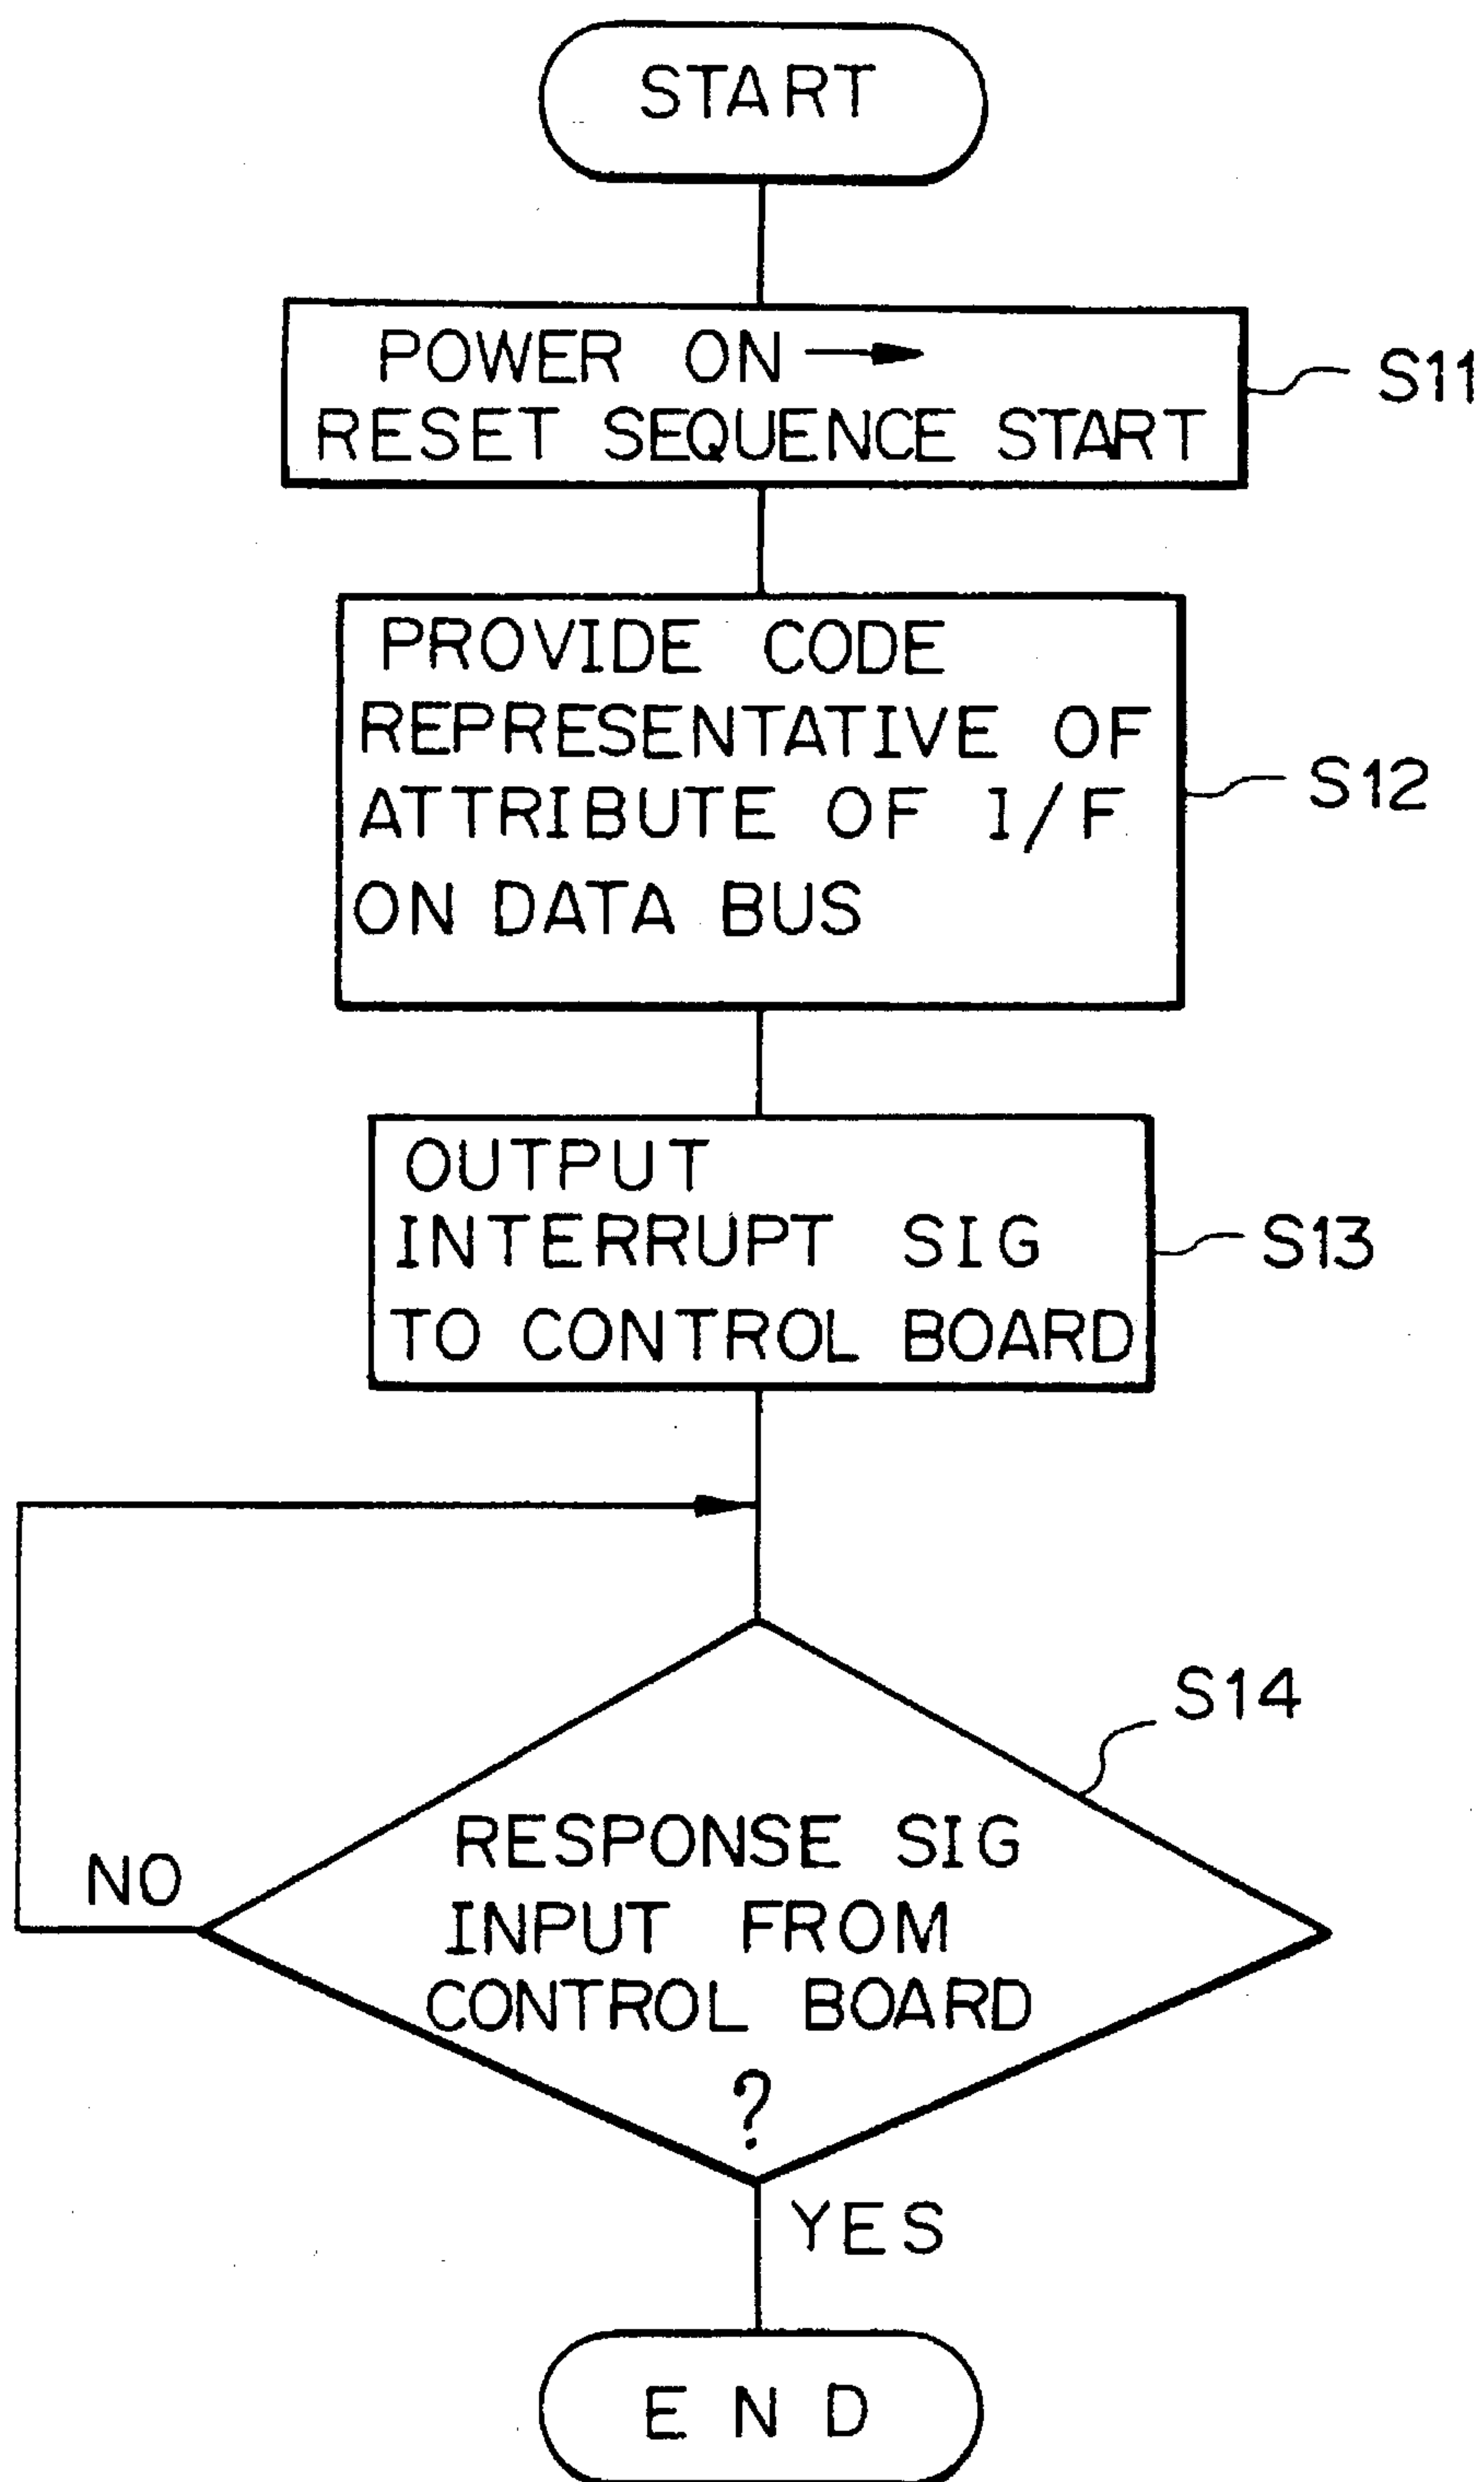 START
POWER ON →
RESET SEQUENCE START
S11
PROVIDE CODE
REPRESENTATIVE OF
ATTRIBUTE OF I/F
ON DATA BUS
S12
OUTPUT
INTERRUPT SIG
TO CONTROL BOARD
S13
S14
RESPONSE SIG
INPUT FROM
CONTROL BOARD
?
NO
YES
END